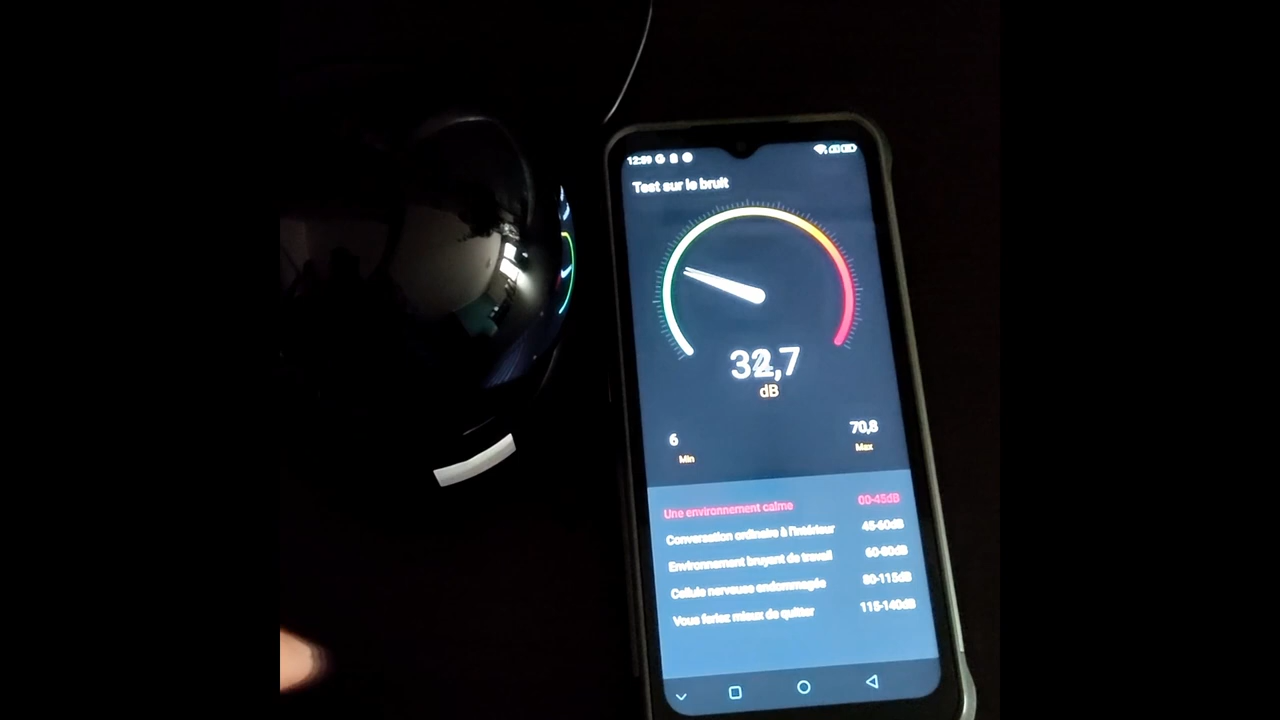 12:59
Test sur le bruit
dB
6
70,8
Min
Max
Une environnement calme 00-45dB
Conversation ordinaire à l'intérieur 45-60dB
Environnement bruyant de travail 60-80dB
Cellule nerveuse endommagée 80-115dB
Vous feriez mieux de quitter 115-140dB